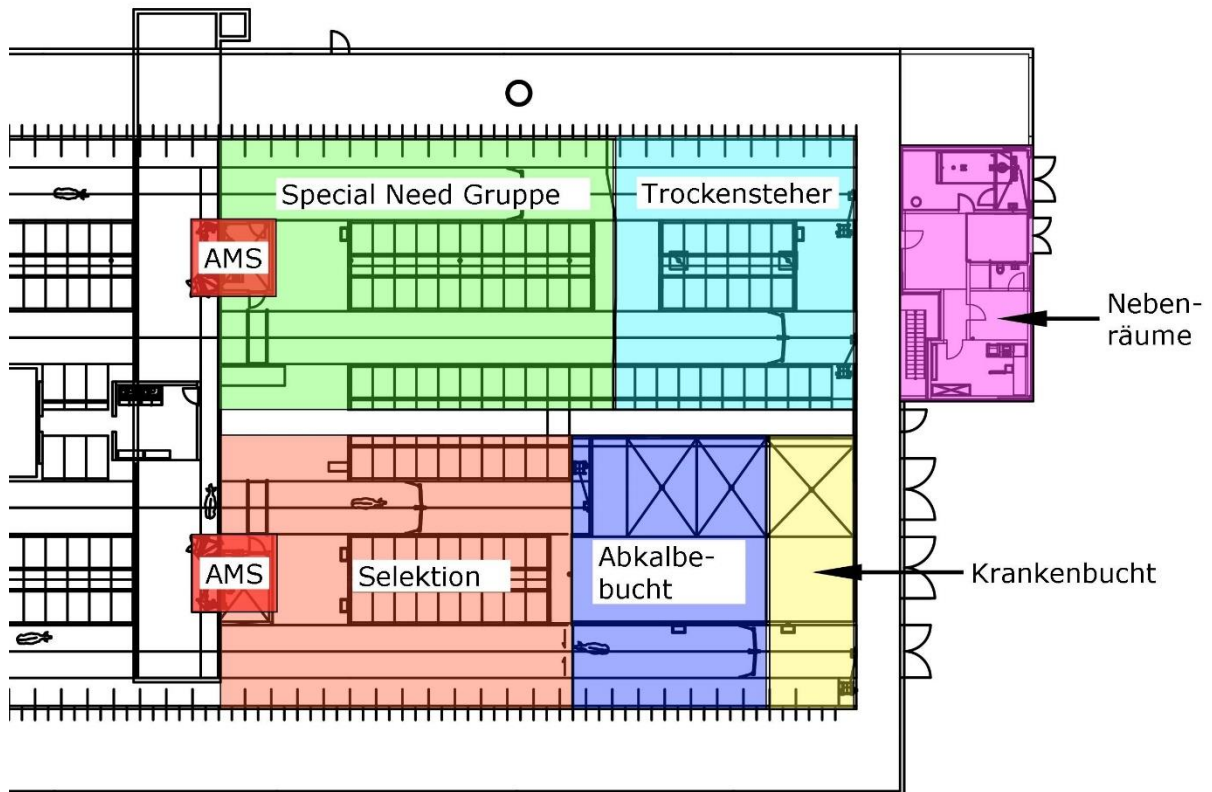 Special Need Gruppe
Trockensteher
AMS
Neben-
räume
AMS
Selektion
Abkalbe-
bucht
Krankenbucht